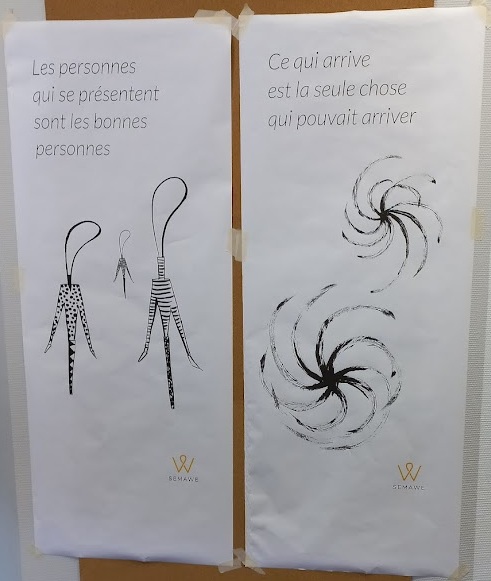 Les personnes
qui se présentent
sont les bonnes
personnes
SEMAWE
Ce qui arrive
est la seule chose
qui pouvait arriver
SEMAWE